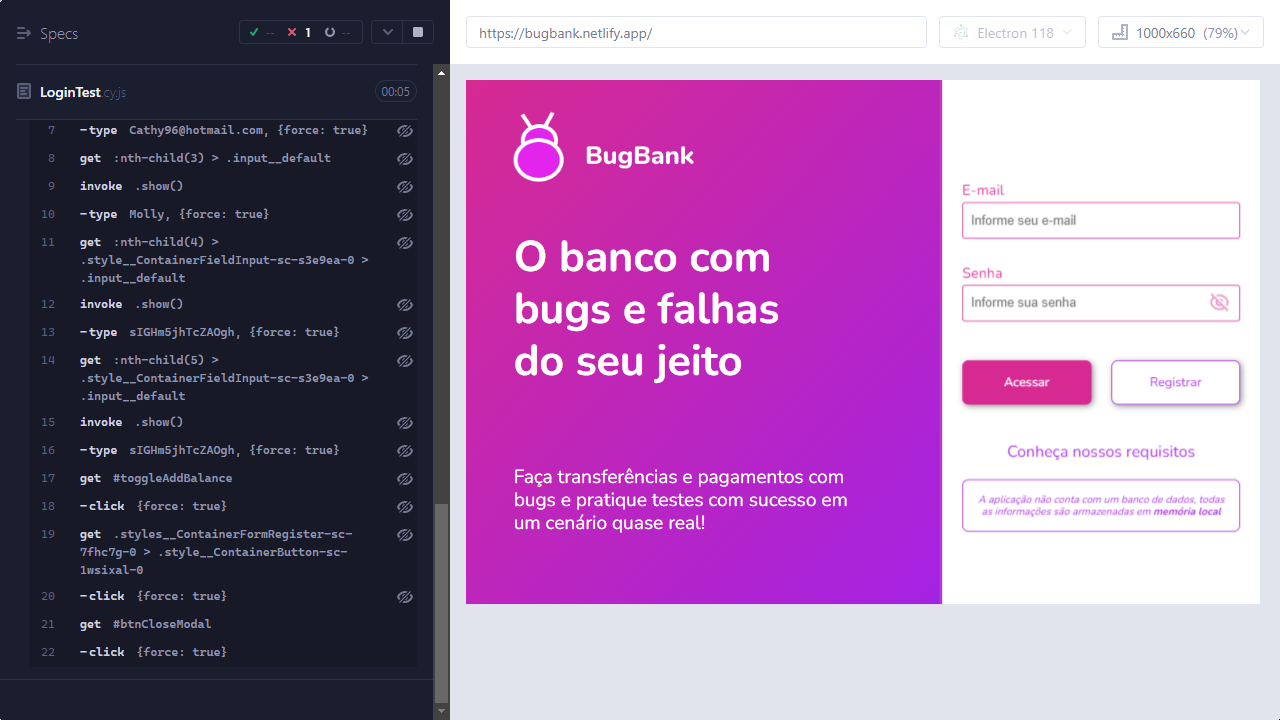 Specs
-- 1 --
LoginTest.cy.js 00:05
7 -type Cathy96@hotmail.com, {force: true}
8 get :nth-child(3) > .input__default
9 invoke .show()
10 -type Molly, {force: true}
11 get :nth-child(4) >
.style__ContainerFieldInput-sc-s3e9ea-0 >
.input__default
12 invoke .show()
13 -type sIGHm5jhTcZAOgh, {force: true}
14 get :nth-child(5) >
.style__ContainerFieldInput-sc-s3e9ea-0 >
.input__default
15 invoke .show()
16 -type sIGHm5jhTcZAOgh, {force: true}
17 get #toggleAddBalance
18 -click {force: true}
19 get .styles__ContainerFormRegister-sc-
7fhc7g-0 > .style__ContainerButton-sc-
1wsixal-0
20 -click {force: true}
21 get #btnCloseModal
22 -click {force: true}
https://bugbank.netlify.app/
Electron 118
1000x660 (79%)
BugBank
O banco com
bugs e falhas
do seu jeito
Faça transferências e pagamentos com
bugs e pratique testes com sucesso em
um cenário quase real!
E-mail
Informe seu e-mail
Senha
Informe sua senha
Acessar Registrar
Conheça nossos requisitos
A aplicação não conta com um banco de dados, todas
as informações são armazenadas em memória local